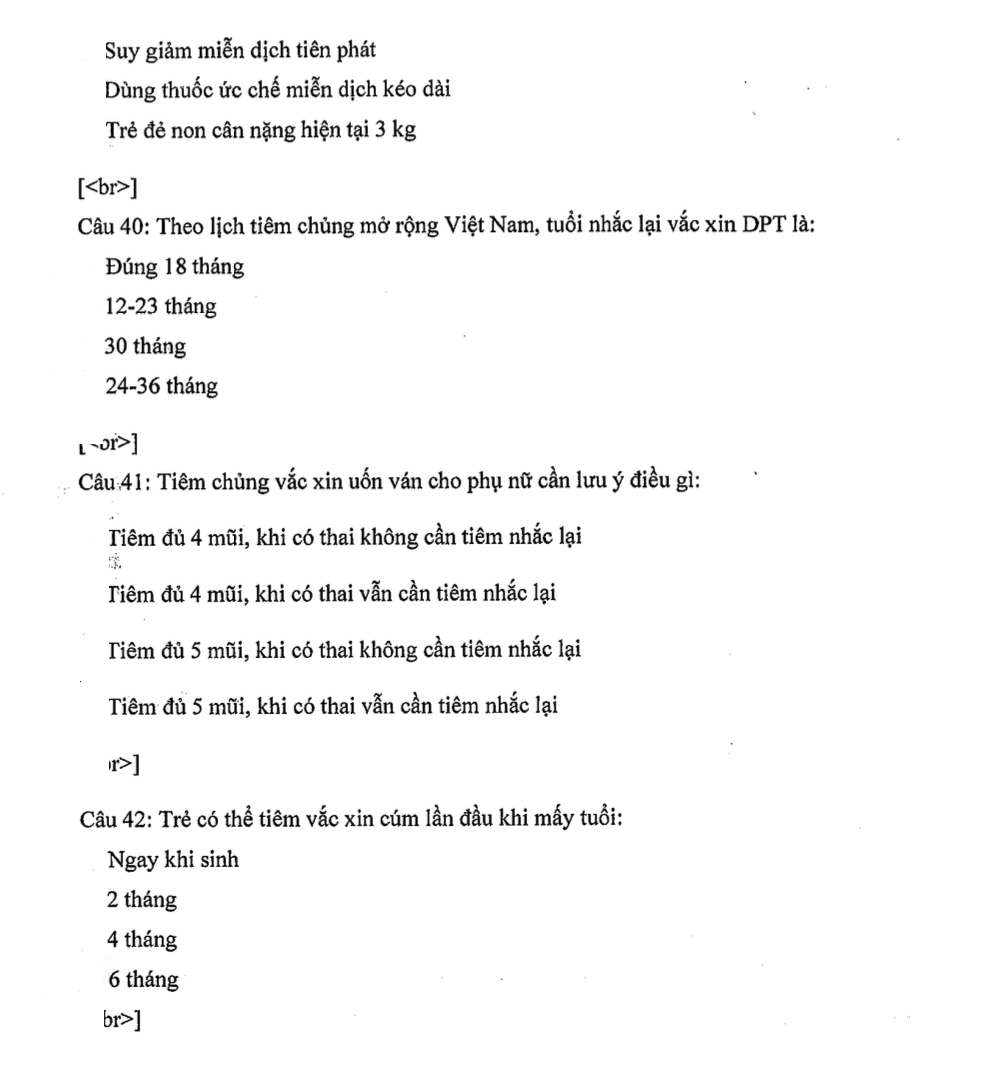 Suy giảm miễn dịch tiên phát
Dùng thuốc ức chế miễn dịch kéo dài
Trẻ đẻ non cân nặng hiện tại 3 kg
[<br>]
Câu 40: Theo lịch tiêm chủng mở rộng Việt Nam, tuổi nhắc lại vắc xin DPT là:
Đúng 18 tháng
12-23 tháng
30 tháng
24-36 tháng
or>]
Câu 41: Tiêm chủng vắc xin uốn ván cho phụ nữ cần lưu ý điều gì:
Tiêm đủ 4 mũi, khi có thai không cần tiêm nhắc lại
Tiêm đủ 4 mũi, khi có thai vẫn cần tiêm nhắc lại
Tiêm đủ 5 mũi, khi có thai không cần tiêm nhắc lại
Tiêm đủ 5 mũi, khi có thai vẫn cần tiêm nhắc lại
r>]
Câu 42: Trẻ có thể tiêm vắc xin cúm lần đầu khi mấy tuổi:
Ngay khi sinh
2 tháng
4 tháng
6 tháng
br>]